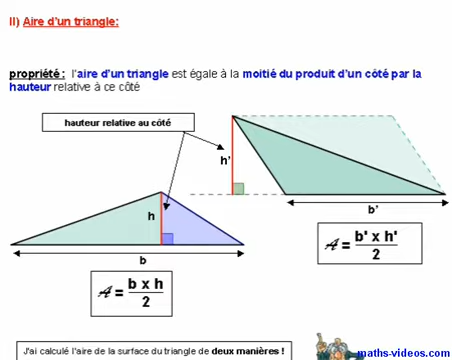 II) Aire d'un triangle:
propriété : l'aire d'un triangle est égale à la moitié du produit d'un côté par la
hauteur relative à ce côté
hauteur relative au côté
h'
h
b'
b
A = b' x h' / 2
A = b x h / 2
J'ai calculé l'aire de la surface du triangle de deux manières !
maths-videos.com